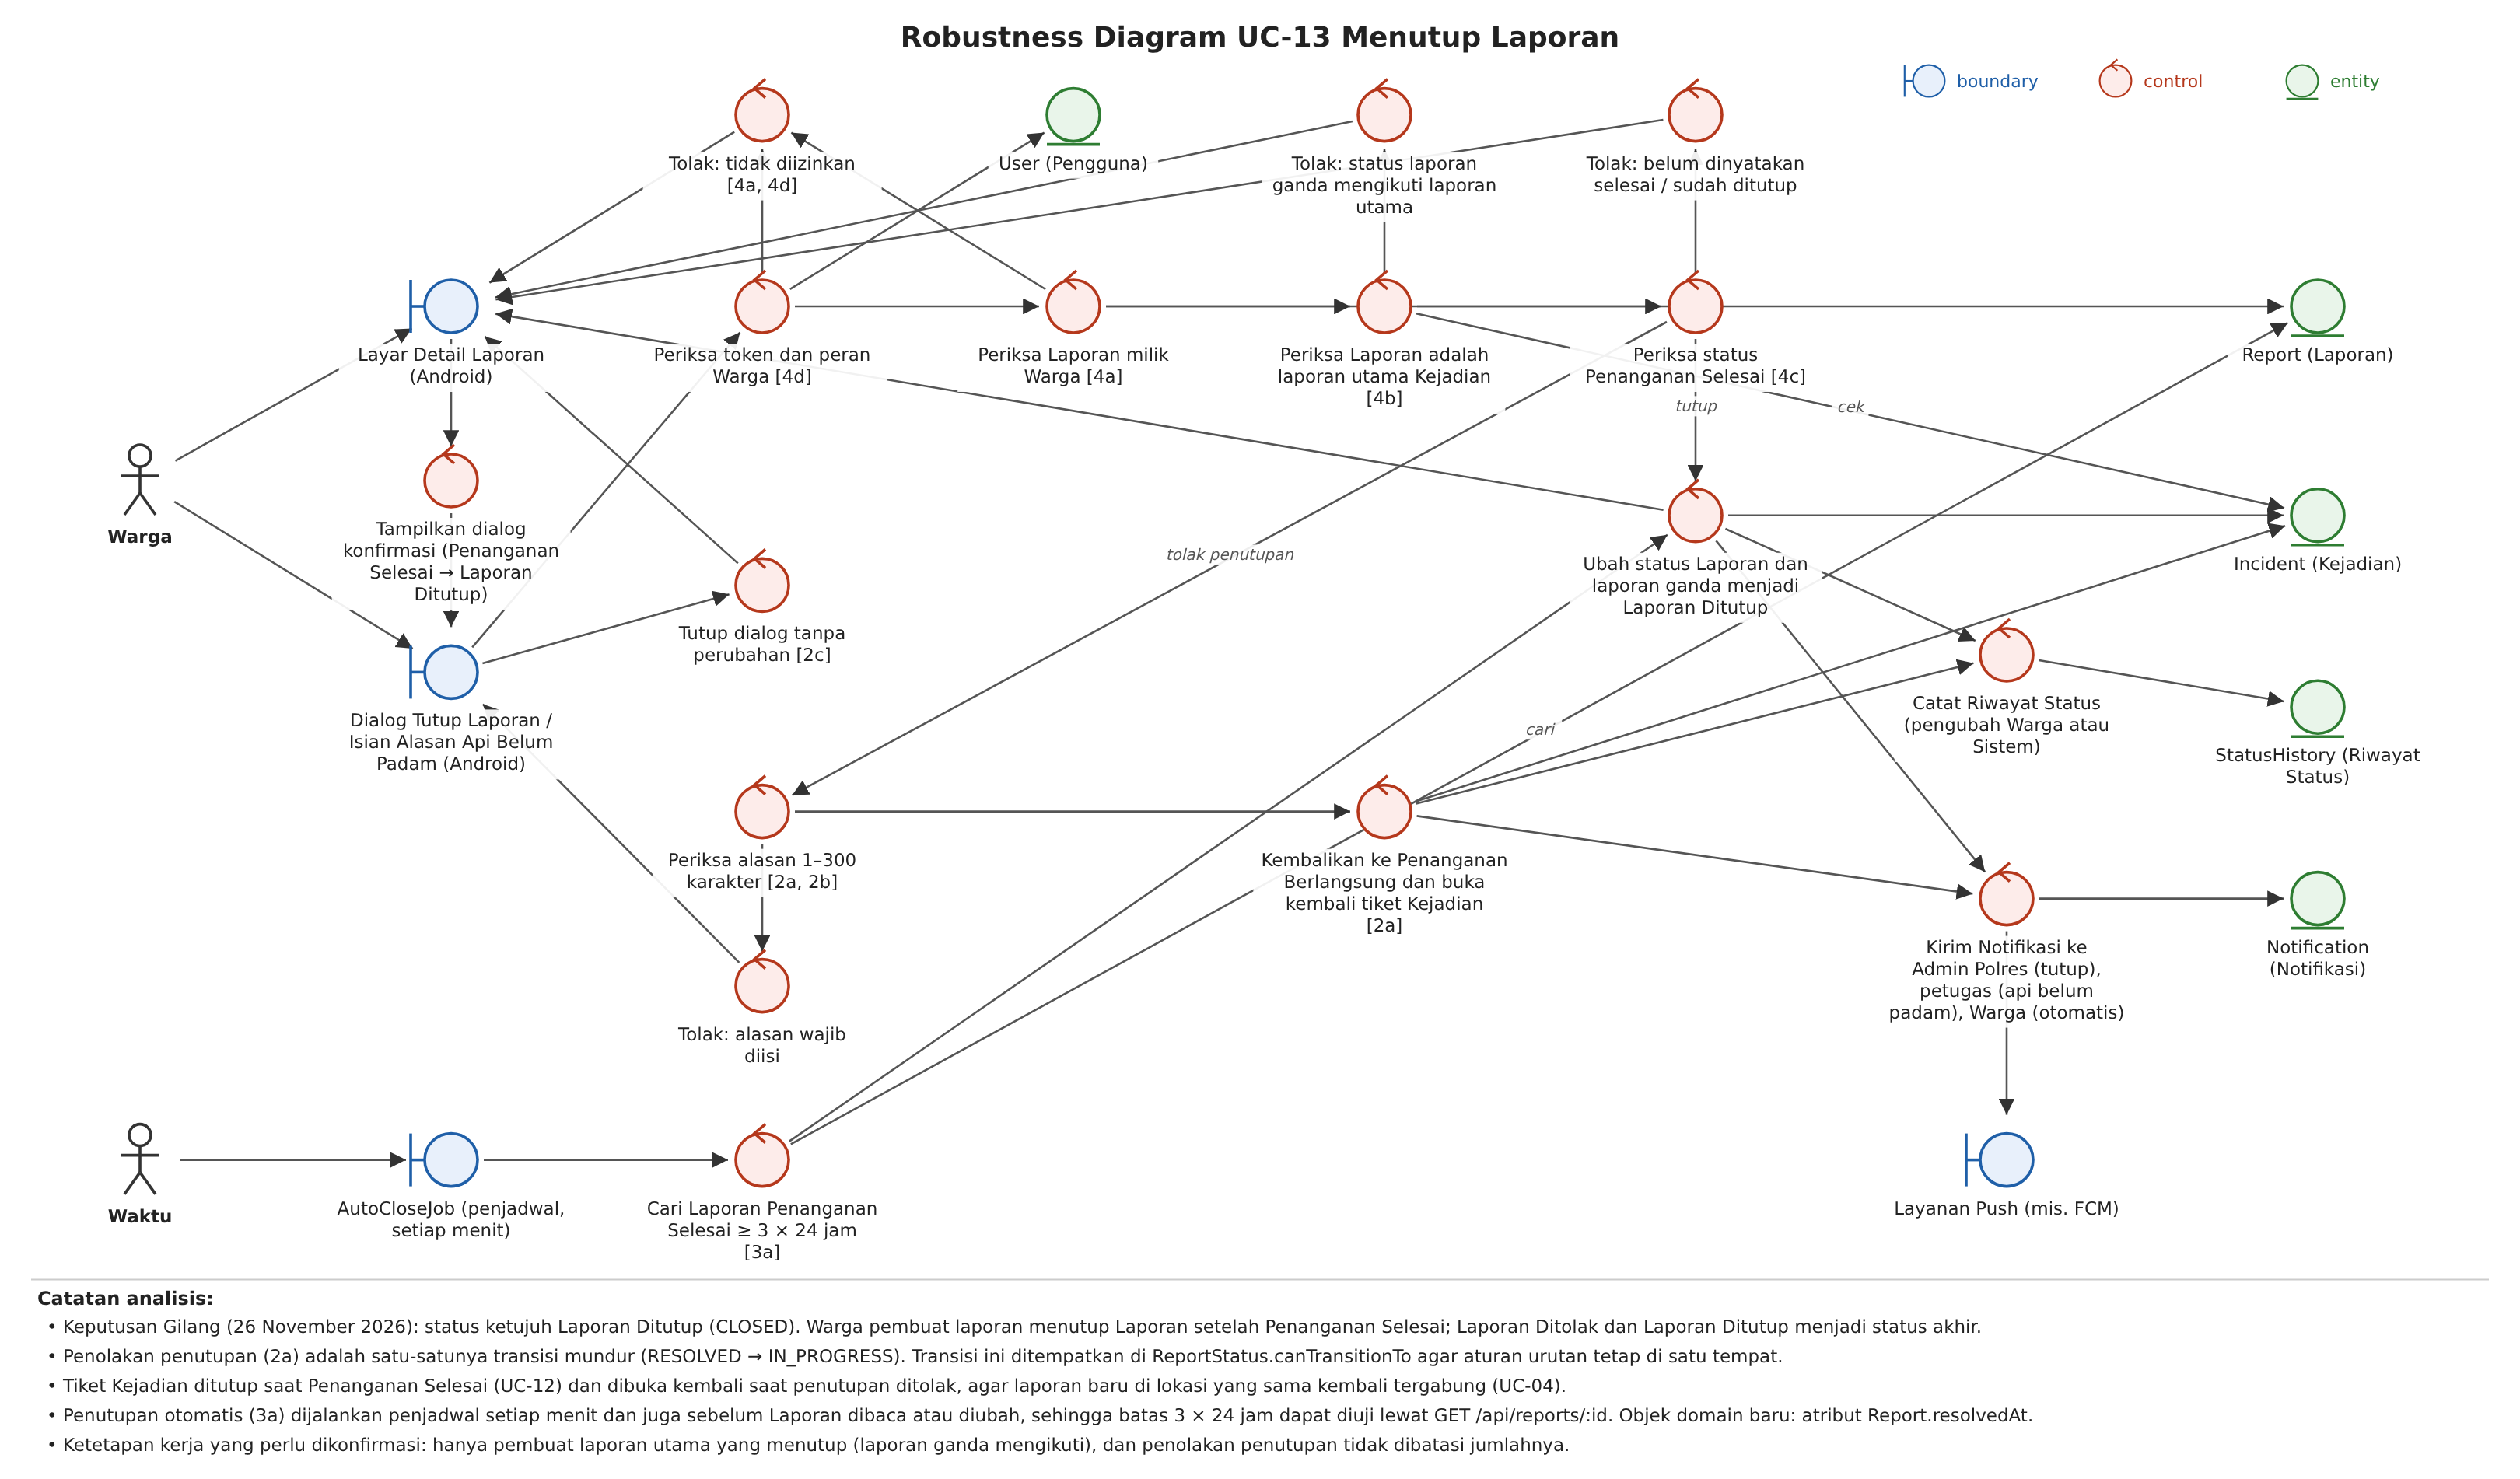 Robustness Diagram UC-13 Menutup Laporan
boundary
control
entity
Tolak: tidak diizinkan
[4a, 4d]
User (Pengguna)
Tolak: status laporan
ganda mengikuti laporan
utama
Tolak: belum dinyatakan
selesai / sudah ditutup
Layar Detail Laporan
(Android)
Periksa token dan peran
Warga [4d]
Periksa Laporan milik
Warga [4a]
Periksa Laporan adalah
laporan utama Kejadian
[4b]
Periksa status
Penanganan Selesai [4c]
Report (Laporan)
tutup
cek
Warga
Tampilkan dialog
konfirmasi (Penanganan
Selesai → Laporan
Ditutup)
tolak penutupan
Ubah status Laporan dan
laporan ganda menjadi
Laporan Ditutup
Incident (Kejadian)
Tutup dialog tanpa
perubahan [2c]
Dialog Tutup Laporan /
Isian Alasan Api Belum
Padam (Android)
cari
Catat Riwayat Status
(pengubah Warga atau
Sistem)
StatusHistory (Riwayat
Status)
Periksa alasan 1–300
karakter [2a, 2b]
Kembalikan ke Penanganan
Berlangsung dan buka
kembali tiket Kejadian
[2a]
Kirim Notifikasi ke
Admin Polres (tutup),
petugas (api belum
padam), Warga (otomatis)
Notification
(Notifikasi)
Tolak: alasan wajib
diisi
Waktu
AutoCloseJob (penjadwal,
setiap menit)
Cari Laporan Penanganan
Selesai ≥ 3 × 24 jam
[3a]
Layanan Push (mis. FCM)
Catatan analisis:
• Keputusan Gilang (26 November 2026): status ketujuh Laporan Ditutup (CLOSED). Warga pembuat laporan menutup Laporan setelah Penanganan Selesai; Laporan Ditolak dan Laporan Ditutup menjadi status akhir.
• Penolakan penutupan (2a) adalah satu-satunya transisi mundur (RESOLVED → IN_PROGRESS). Transisi ini ditempatkan di ReportStatus.canTransitionTo agar aturan urutan tetap di satu tempat.
• Tiket Kejadian ditutup saat Penanganan Selesai (UC-12) dan dibuka kembali saat penutupan ditolak, agar laporan baru di lokasi yang sama kembali tergabung (UC-04).
• Penutupan otomatis (3a) dijalankan penjadwal setiap menit dan juga sebelum Laporan dibaca atau diubah, sehingga batas 3 × 24 jam dapat diuji lewat GET /api/reports/:id. Objek domain baru: atribut Report.resolvedAt.
• Ketetapan kerja yang perlu dikonfirmasi: hanya pembuat laporan utama yang menutup (laporan ganda mengikuti), dan penolakan penutupan tidak dibatasi jumlahnya.